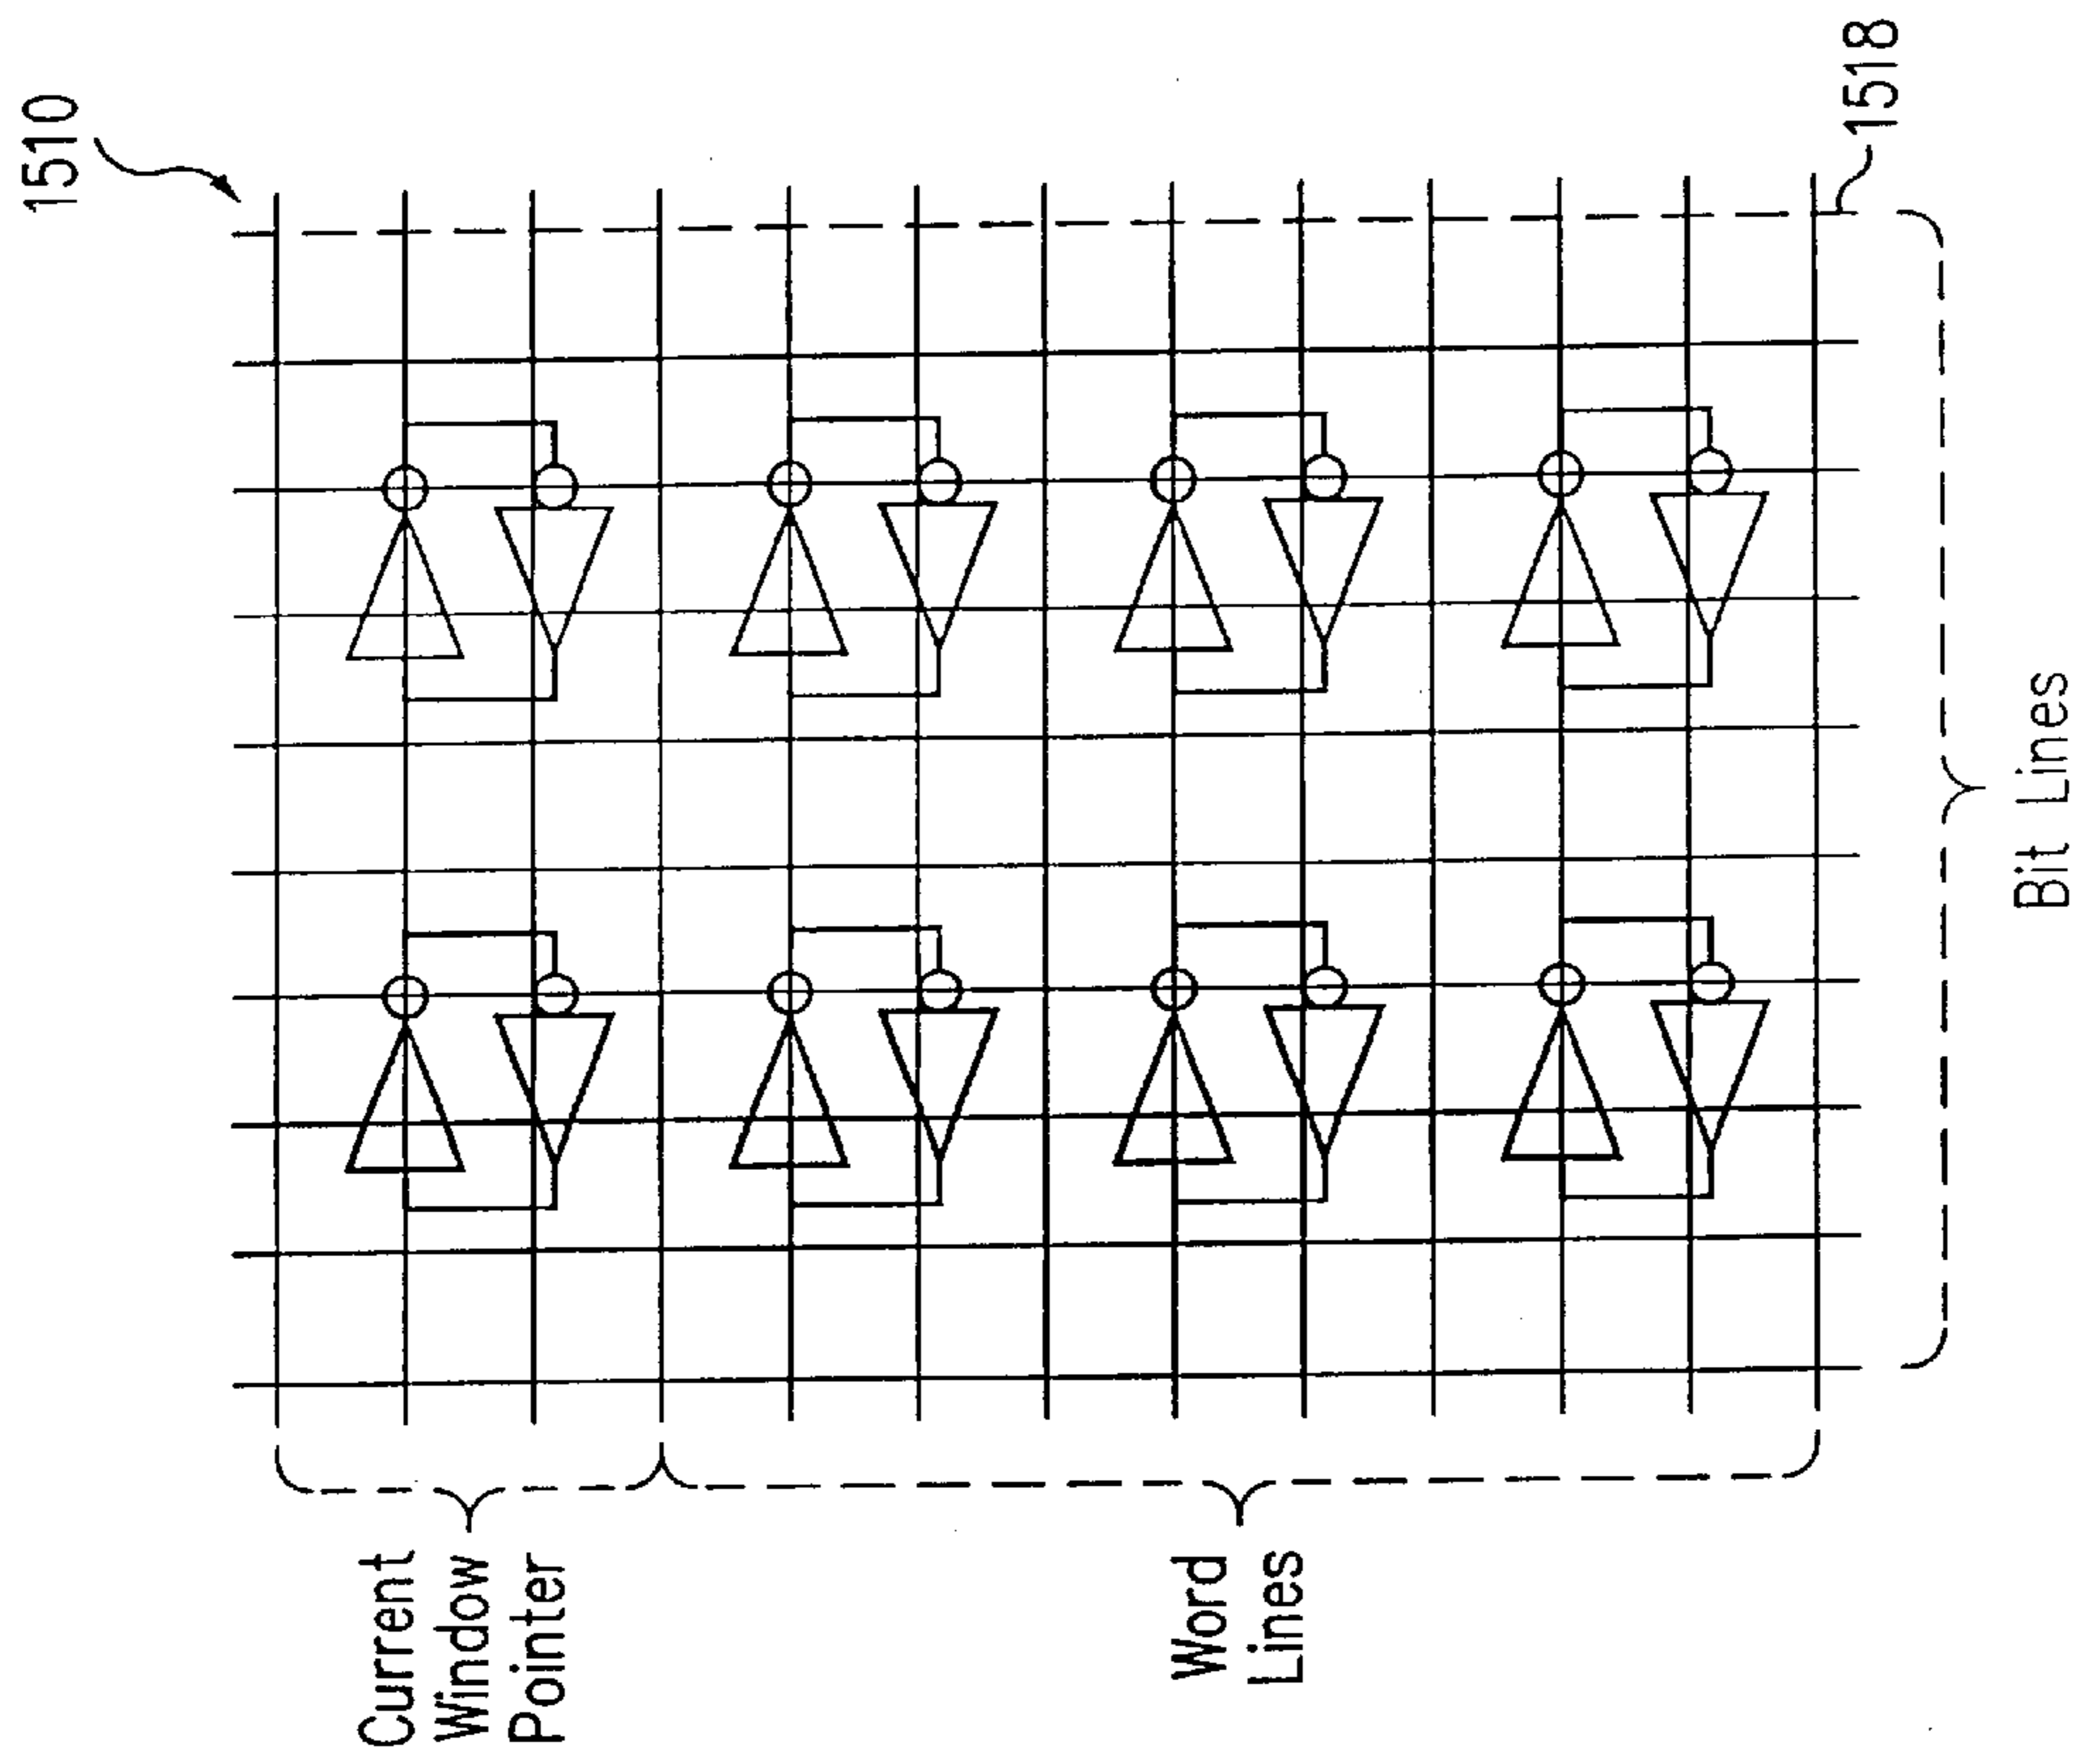 1510
Current
Window
Pointer
Word
Lines
Bit Lines
1518